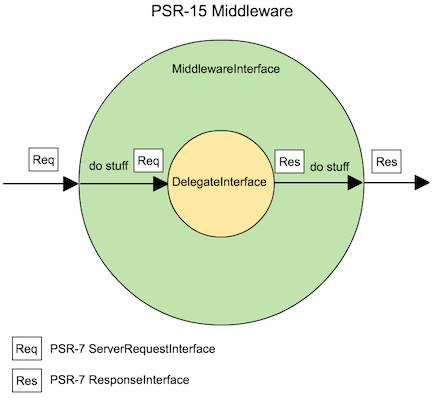 PSR-15 Middleware
MiddlewareInterface
Req
do stuff
Req
Res
do stuff
Res
DelegateInterface
Req PSR-7 ServerRequestInterface
Res PSR-7 ResponseInterface